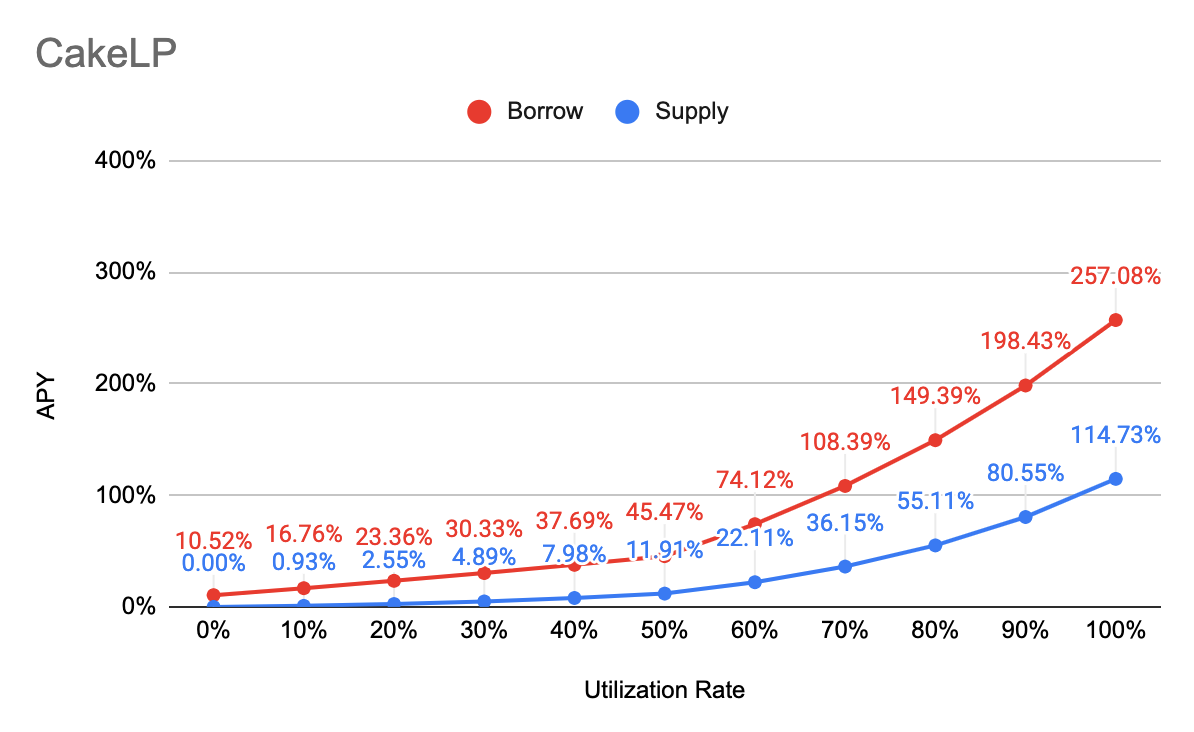 CakeLP
Borrow Supply
400%
300%
200%
100%
0%
APY
10.52% 16.76% 23.36% 30.33% 37.69% 45.47% 74.12% 108.39% 149.39% 198.43% 257.08%
0.00% 0.93% 2.55% 4.89% 7.98% 11.91% 22.11% 36.15% 55.11% 80.55% 114.73%
0% 10% 20% 30% 40% 50% 60% 70% 80% 90% 100%
Utilization Rate